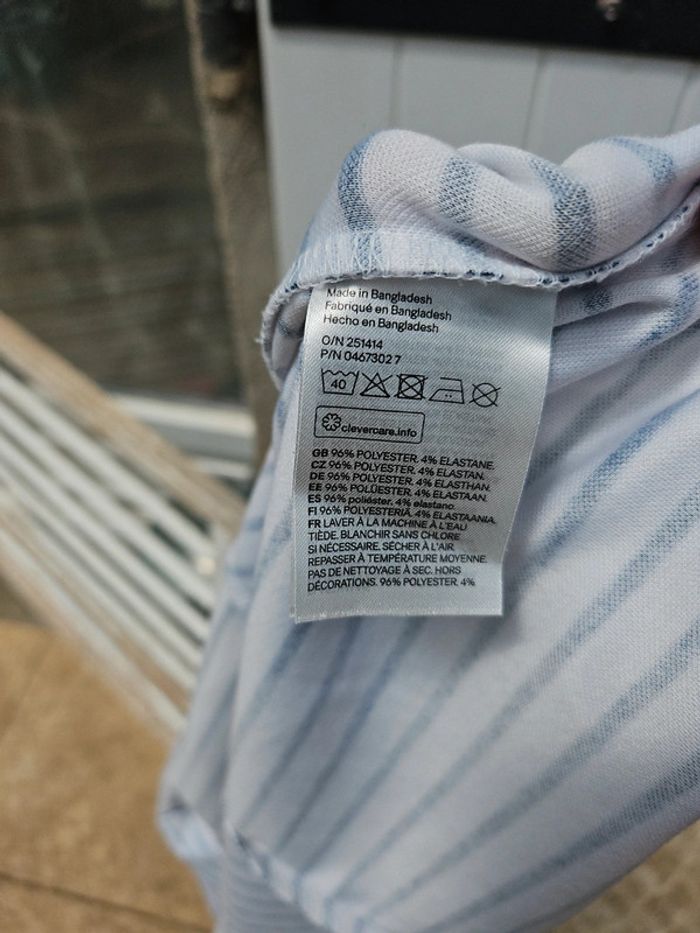 Made in Bangladesh
Fabriqué en Bangladesh
Hecho en Bangladesh
O/N 251414
P/N 0467302 7
40
clevercare.info
GB 96% POLYESTER. 4% ELASTANE.
CZ 96% POLYESTER. 4% ELASTAN.
DE 96% POLYESTER. 4% ELASTHAN.
EE 96% POLÜESTER. 4% ELASTAAN.
ES 96% poliéster. 4% elastano.
FI 96% POLYESTERIÄ. 4% ELASTAANIA.
FR LAVER À LA MACHINE À L'EAU
TIÈDE. BLANCHIR SANS CHLORE
SI NÉCESSAIRE. SÉCHER À L'AIR.
REPASSER À TEMPÉRATURE MOYENNE.
PAS DE NETTOYAGE À SEC. HORS
DÉCORATIONS. 96% POLYESTER. 4%